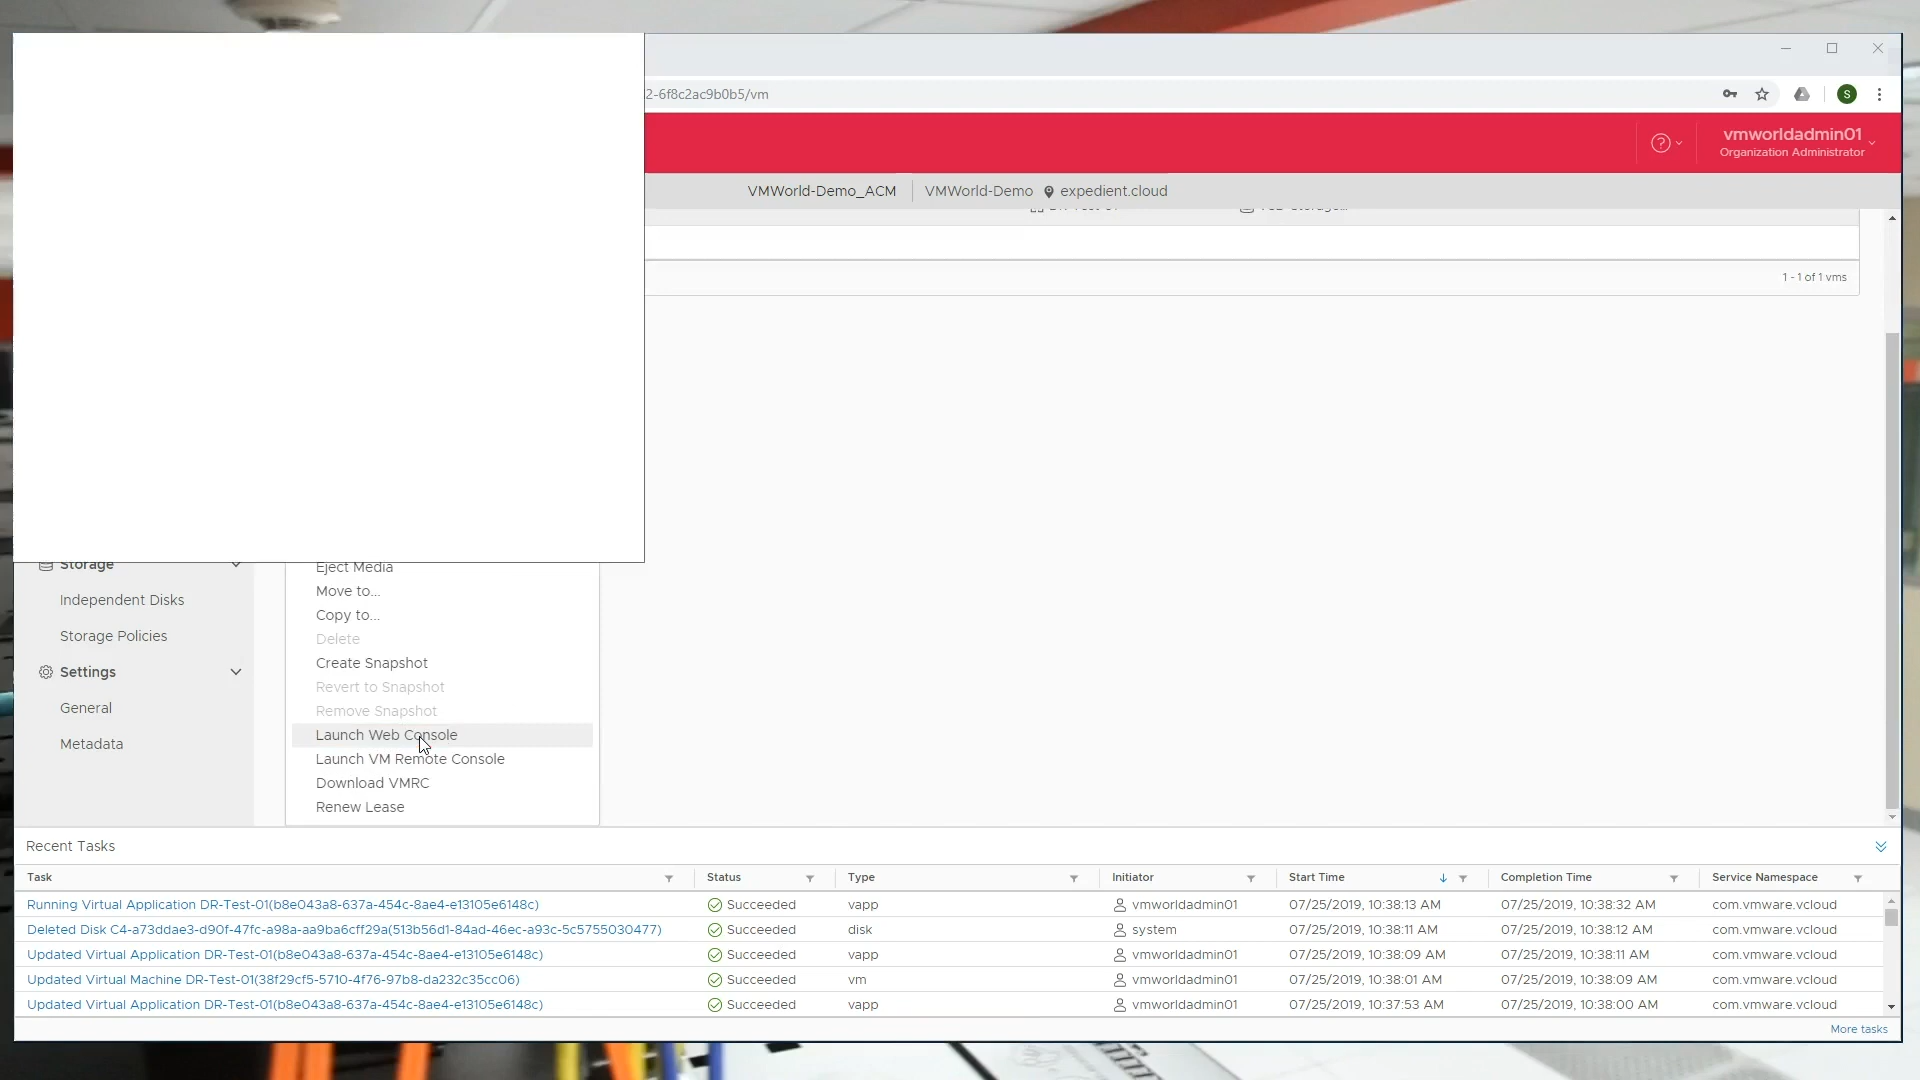 2-6f8c2ac9b0b5/vm
S
?
vmworldadmin01
Organization Administrator
VMWorld-Demo_ACM
VMWorld-Demo
expedient.cloud
1 - 1 of 1 vms
Storage
Independent Disks
Storage Policies
Settings
General
Metadata
Eject Media
Move to...
Copy to...
Delete
Create Snapshot
Revert to Snapshot
Remove Snapshot
Launch Web Console
Launch VM Remote Console
Download VMRC
Renew Lease
Recent Tasks
Task Status Type Initiator Start Time Completion Time Service Namespace
Running Virtual Application DR-Test-01(b8e043a8-637a-454c-8ae4-e13105e6148c) Succeeded vapp vmworldadmin01 07/25/2019, 10:38:13 AM 07/25/2019, 10:38:32 AM com.vmware.vcloud
Deleted Disk C4-a73ddae3-d90f-47fc-a98a-aa9ba6cff29a(513b56d1-84ad-46ec-a93c-5c5755030477) Succeeded disk system 07/25/2019, 10:38:11 AM 07/25/2019, 10:38:12 AM com.vmware.vcloud
Updated Virtual Application DR-Test-01(b8e043a8-637a-454c-8ae4-e13105e6148c) Succeeded vapp vmworldadmin01 07/25/2019, 10:38:09 AM 07/25/2019, 10:38:11 AM com.vmware.vcloud
Updated Virtual Machine DR-Test-01(38f29cf5-5710-4f76-97b8-da232c35cc06) Succeeded vm vmworldadmin01 07/25/2019, 10:38:01 AM 07/25/2019, 10:38:09 AM com.vmware.vcloud
Updated Virtual Application DR-Test-01(b8e043a8-637a-454c-8ae4-e13105e6148c) Succeeded vapp vmworldadmin01 07/25/2019, 10:37:53 AM 07/25/2019, 10:38:00 AM com.vmware.vcloud
More tasks